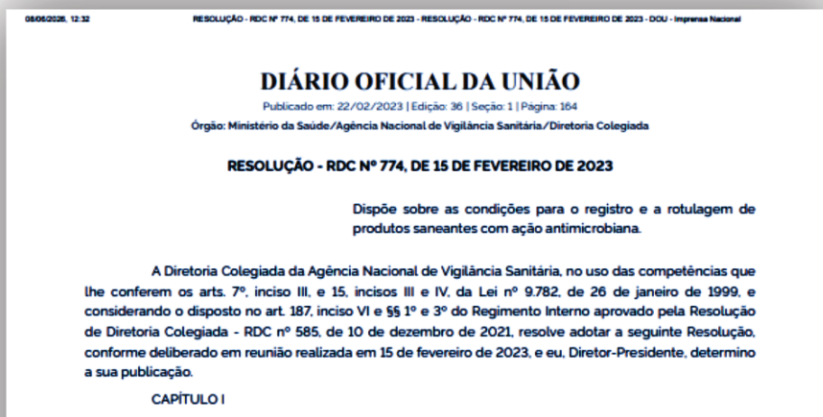 08/06/2026, 12:32
RESOLUÇÃO - RDC Nº 774, DE 15 DE FEVEREIRO DE 2023 - RESOLUÇÃO - RDC Nº 774, DE 15 DE FEVEREIRO DE 2023 - DOU - Imprensa Nacional
DIÁRIO OFICIAL DA UNIÃO
Publicado em: 22/02/2023 | Edição: 36 | Seção: 1 | Página: 164
Órgão: Ministério da Saúde/Agência Nacional de Vigilância Sanitária/Diretoria Colegiada
RESOLUÇÃO - RDC Nº 774, DE 15 DE FEVEREIRO DE 2023
Dispõe sobre as condições para o registro e a rotulagem de
produtos saneantes com ação antimicrobiana.
A Diretoria Colegiada da Agência Nacional de Vigilância Sanitária, no uso das competências que
lhe conferem os arts. 7º, inciso III, e 15, incisos III e IV, da Lei nº 9.782, de 26 de janeiro de 1999, e
considerando o disposto no art. 187, inciso VI e §§ 1º e 3º do Regimento Interno aprovado pela Resolução
de Diretoria Colegiada - RDC nº 585, de 10 de dezembro de 2021, resolve adotar a seguinte Resolução,
conforme deliberado em reunião realizada em 15 de fevereiro de 2023, e eu, Diretor-Presidente, determino
a sua publicação.
CAPÍTULO I